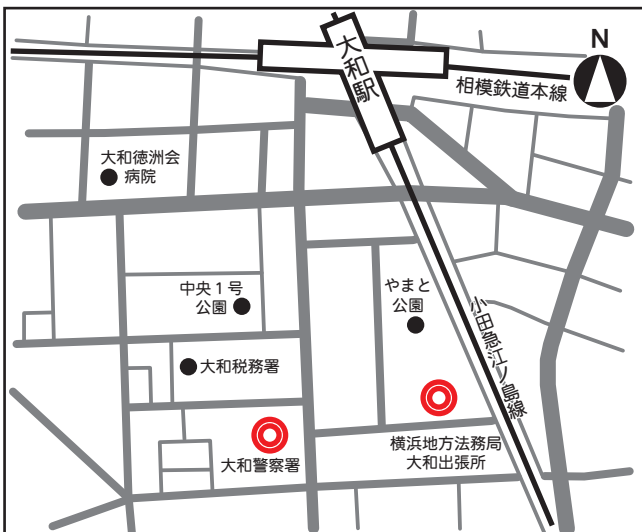 N
大和駅
相模鉄道本線
大和徳洲会
病院
中央1号
公園
やまと
公園
小田急江ノ島線
大和税務署
大和警察署
横浜地方法務局
大和出張所